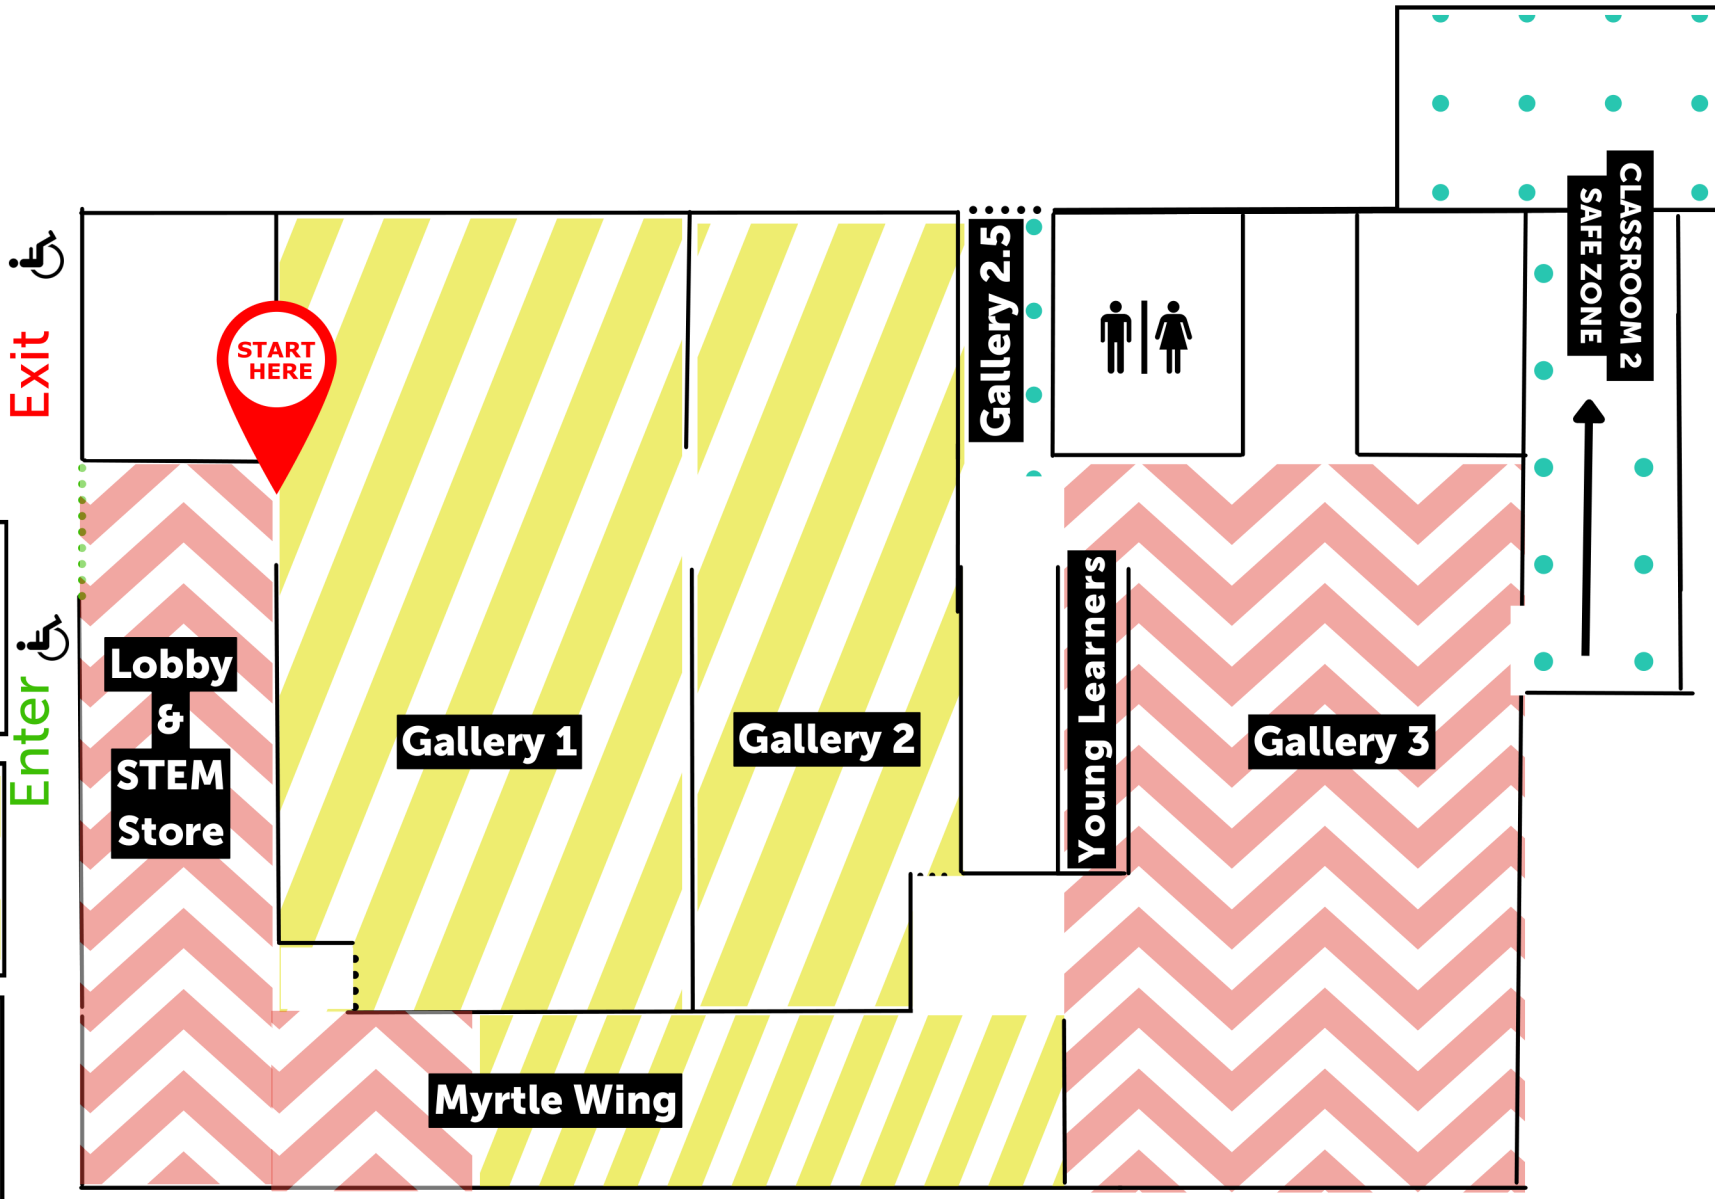 Exit
START
HERE
Gallery 2.5
CLASSROOM 2
SAFE ZONE
Enter
Lobby
&
STEM
Store
Gallery 1
Gallery 2
Young Learners
Gallery 3
Myrtle Wing